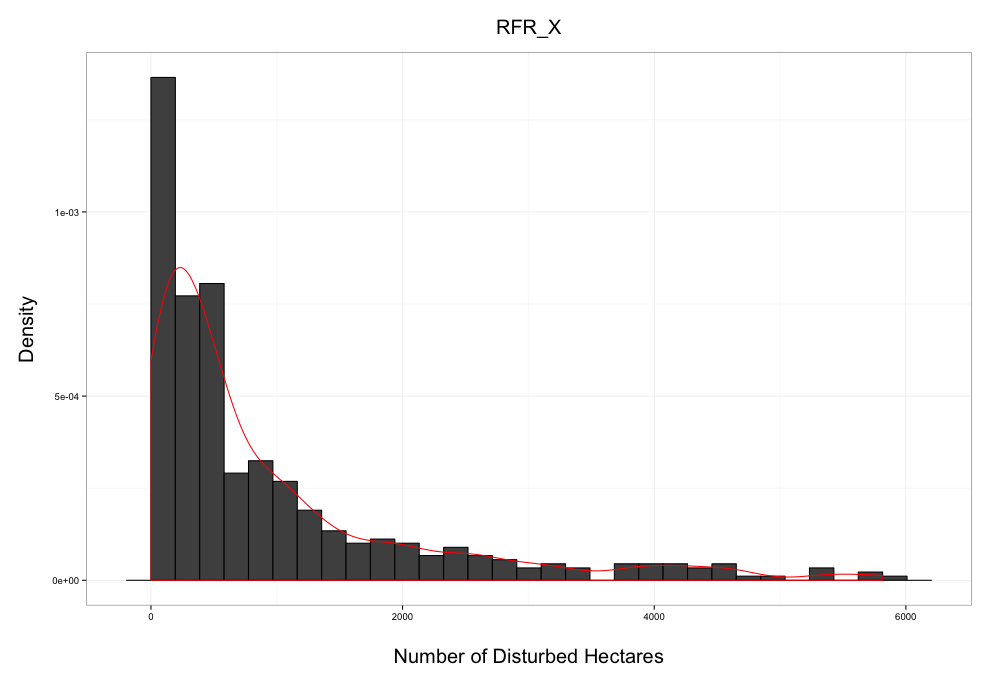 RFR_X
Density
1e-03
5e-04
0e+00
0
2000
4000
6000
Number of Disturbed Hectares